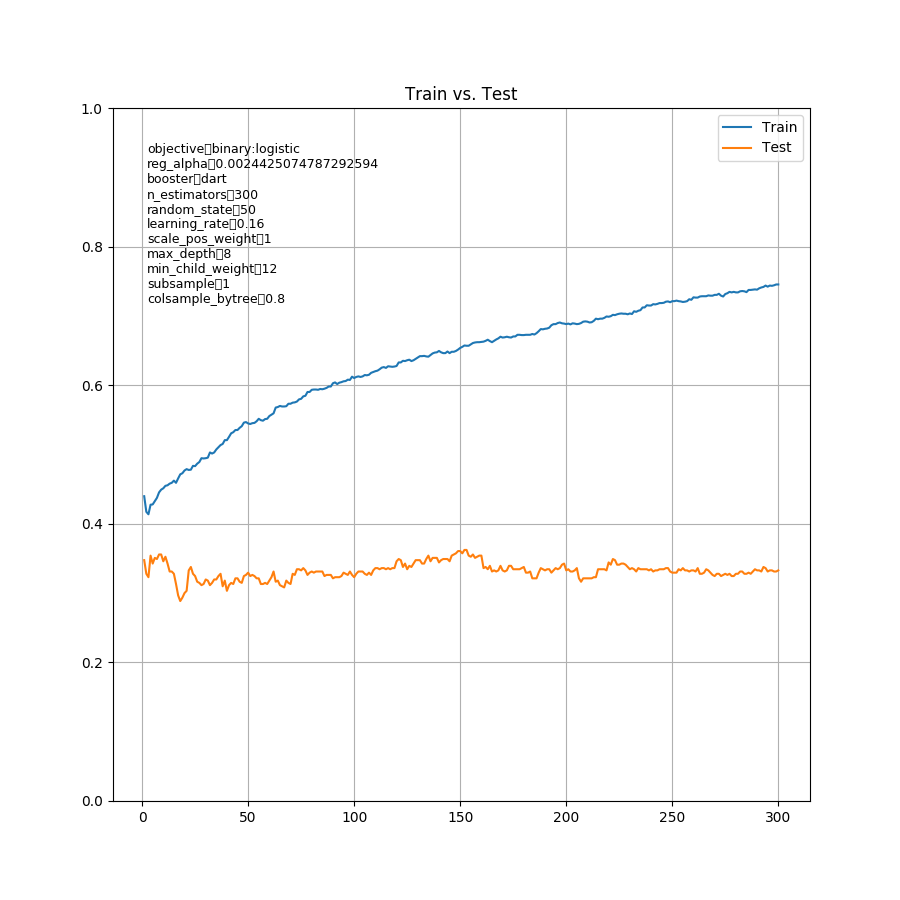 Train vs. Test
1.0
Train
Test
objective▯binary:logistic
reg_alpha▯0.0024425074787292594
booster▯dart
n_estimators▯300
random_state▯50
learning_rate▯0.16
scale_pos_weight▯1
max_depth▯8
min_child_weight▯12
subsample▯1
colsample_bytree▯0.8
0.8
0.6
0.4
0.2
0.0
0 50 100 150 200 250 300